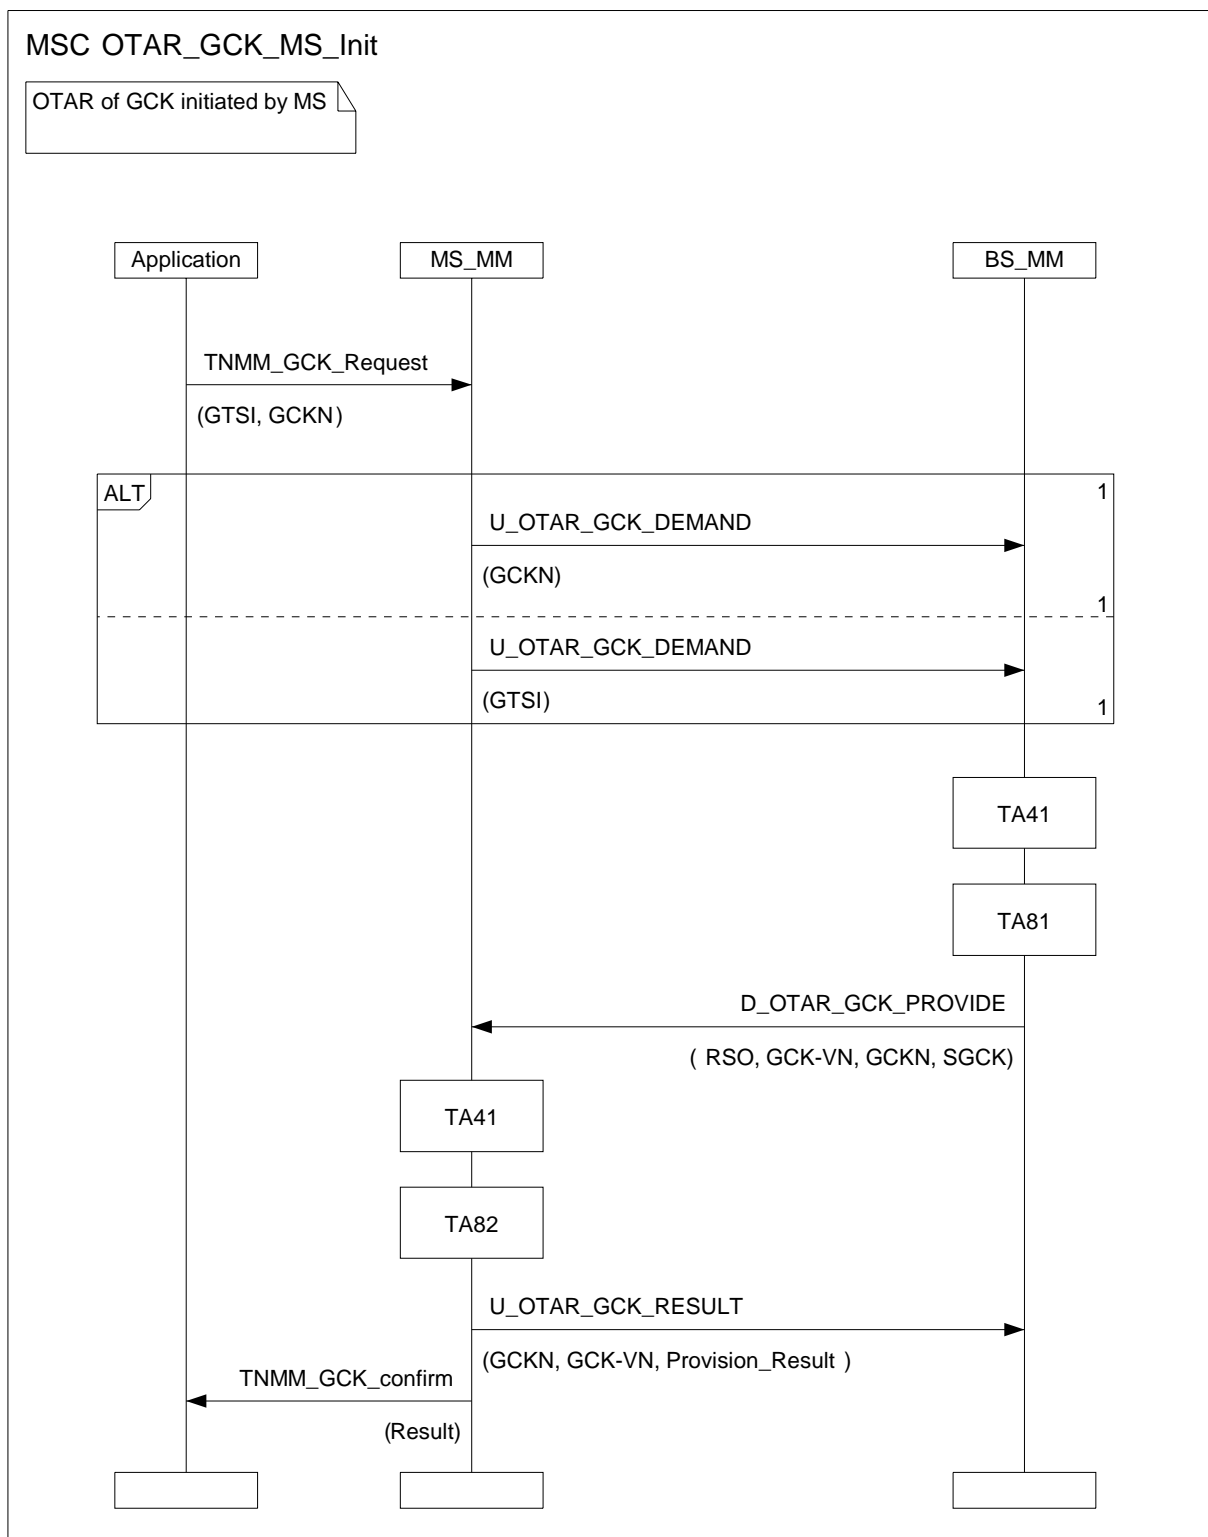 MSC OTAR_GCK_MS_Init
OTAR of GCK initiated by MS
Application
MS_MM
BS_MM
TNMM_GCK_Request
(GTSI, GCKN)
ALT
1
U_OTAR_GCK_DEMAND
(GCKN)
1
U_OTAR_GCK_DEMAND
(GTSI)
1
TA41
TA81
D_OTAR_GCK_PROVIDE
( RSO, GCK-VN, GCKN, SGCK)
TA41
TA82
U_OTAR_GCK_RESULT
(GCKN, GCK-VN, Provision_Result )
TNMM_GCK_confirm
(Result)